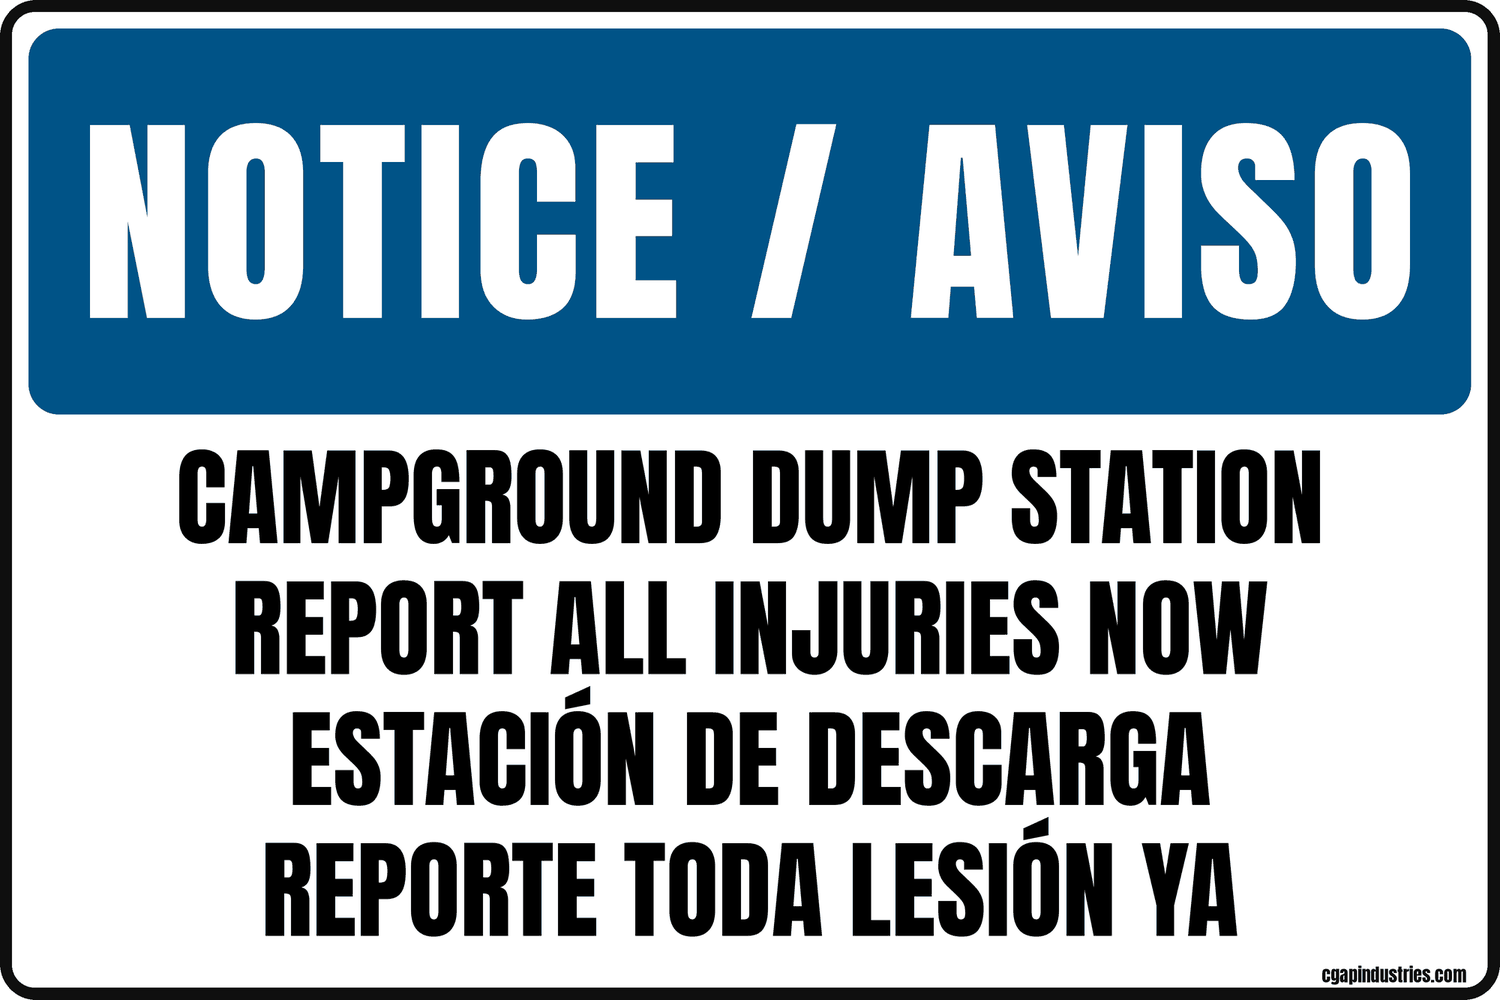 NOTICE / AVISO
CAMPGROUND DUMP STATION
REPORT ALL INJURIES NOW
ESTACIÓN DE DESCARGA
REPORTE TODA LESIÓN YA
cgapindustries.com